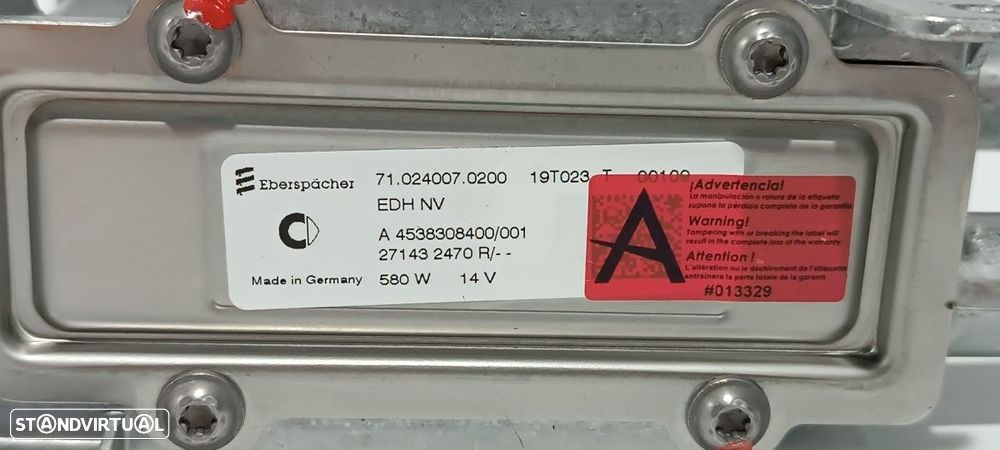 Eberspächer
71.024007.0200 19T023 T 00109
EDH NV
A 4538308400/001
27143 2470 R/--
Made in Germany 580 W 14 V
A
¡Advertencia!
La manipulación o rotura de la etiqueta
supone la pérdida completa de la garantía
Warning!
Tampering with or breaking the label will
result in the complete loss of the warranty.
Attention !
L'altération ou le déchirement de l'étiquette
entraînera la perte totale de la garanti
#013329
STANDVIRTUAL